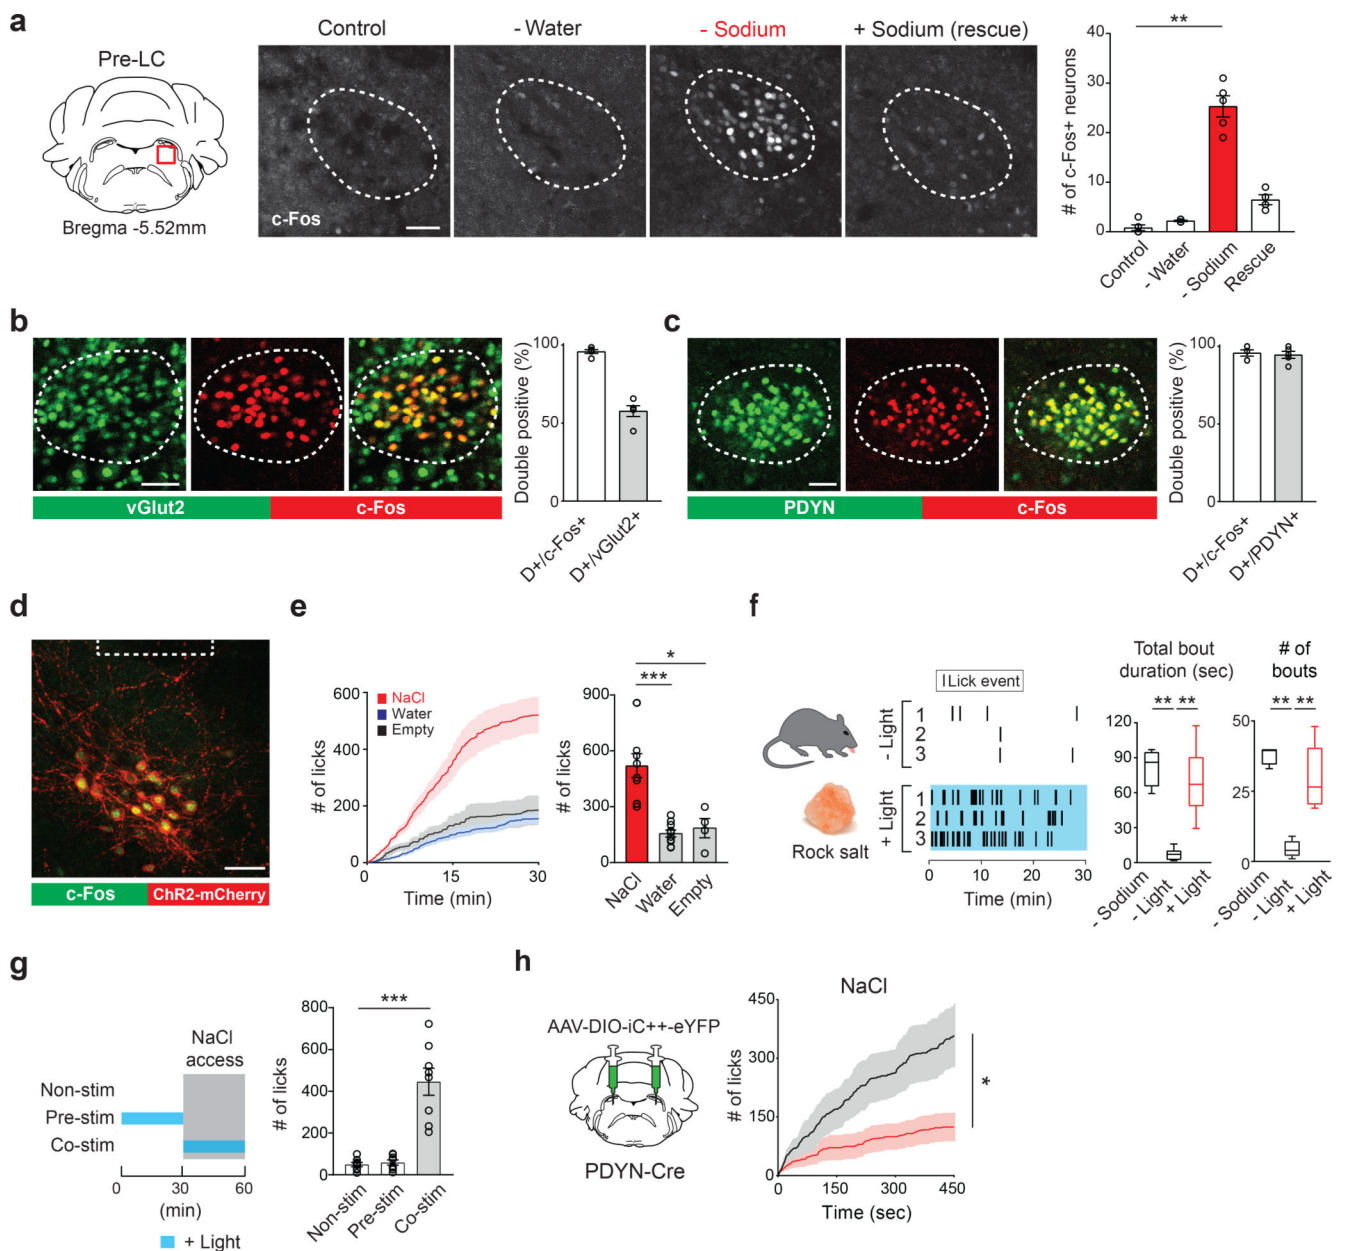 a
Pre-LC
Bregma -5.52mm
Control
- Water
- Sodium
+ Sodium (rescue)
c-Fos
**
# of c-Fos+ neurons
40
30
20
10
0
Control
- Water
- Sodium
Rescue
b
vGlut2
c-Fos
Double positive (%)
100
50
0
D+/c-Fos+
D+/vGlut2+
c
PDYN
c-Fos
Double positive (%)
100
50
0
D+/c-Fos+
D+/PDYN+
d
c-Fos
ChR2-mCherry
e
# of licks
600
400
200
0
NaCl
Water
Empty
15
30
Time (min)
*
***
# of licks
900
600
300
0
NaCl
Water
Empty
f
I Lick event
- Light
1
2
3
+ Light
1
2
3
Rock salt
0
10
20
30
Time (min)
Total bout
duration (sec)
** **
120
90
60
30
0
- Sodium
- Light
+ Light
# of
bouts
** **
50
25
0
- Sodium
- Light
+ Light
g
NaCl
access
Non-stim
Pre-stim
Co-stim
0
30
60
(min)
+ Light
***
# of licks
800
600
400
200
0
Non-stim
Pre-stim
Co-stim
h
AAV-DIO-iC++-eYFP
PDYN-Cre
NaCl
# of licks
450
300
150
0
0
150
300
450
Time (sec)
*